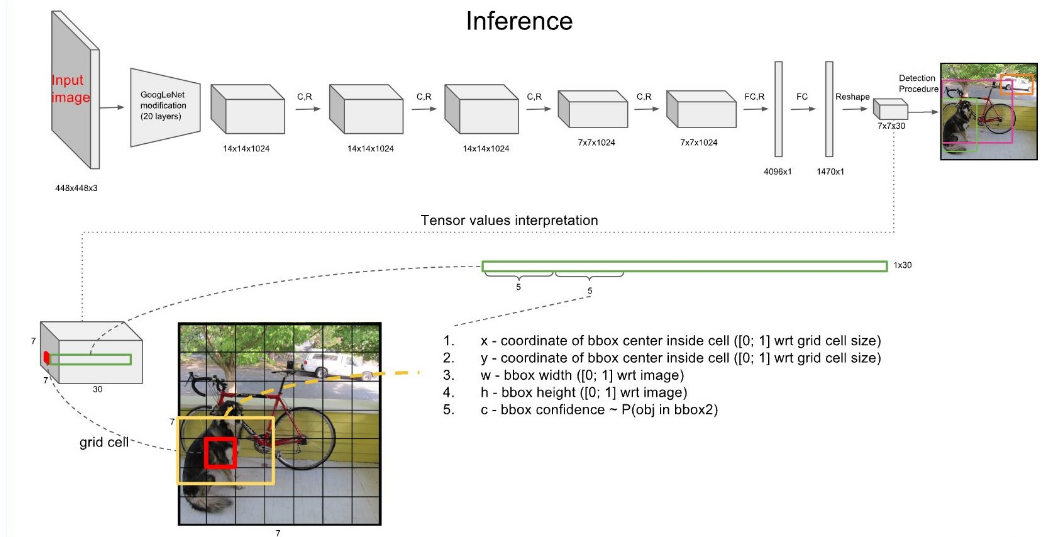 Inference
Input
image
GoogLeNet
modification
(20 layers)
C,R
C,R
C,R
C,R
FC,R
FC
Reshape
Detection
Procedure
448x448x3
14x14x1024
14x14x1024
14x14x1024
7x7x1024
7x7x1024
4096x1
1470x1
7x7x30
Tensor values interpretation
1x30
5
5
7
7
30
grid cell
7
7
1. x - coordinate of bbox center inside cell ([0; 1] wrt grid cell size)
2. y - coordinate of bbox center inside cell ([0; 1] wrt grid cell size)
3. w - bbox width ([0; 1] wrt image)
4. h - bbox height ([0; 1] wrt image)
5. c - bbox confidence ~ P(obj in bbox2)